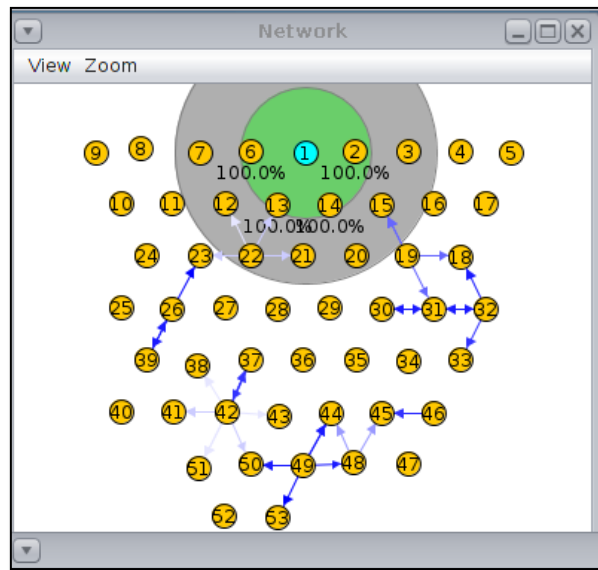 Network
View Zoom
9 8 7 6 1 2 3 4 5
100.0% 100.0%
10 11 12 13 14 15 16 17
100.0% 100.0%
24 23 22 21 20 19 18
25 26 27 28 29 30 31 32
39 38 37 36 35 34 33
40 41 42 43 44 45 46
51 50 49 48 47
52 53